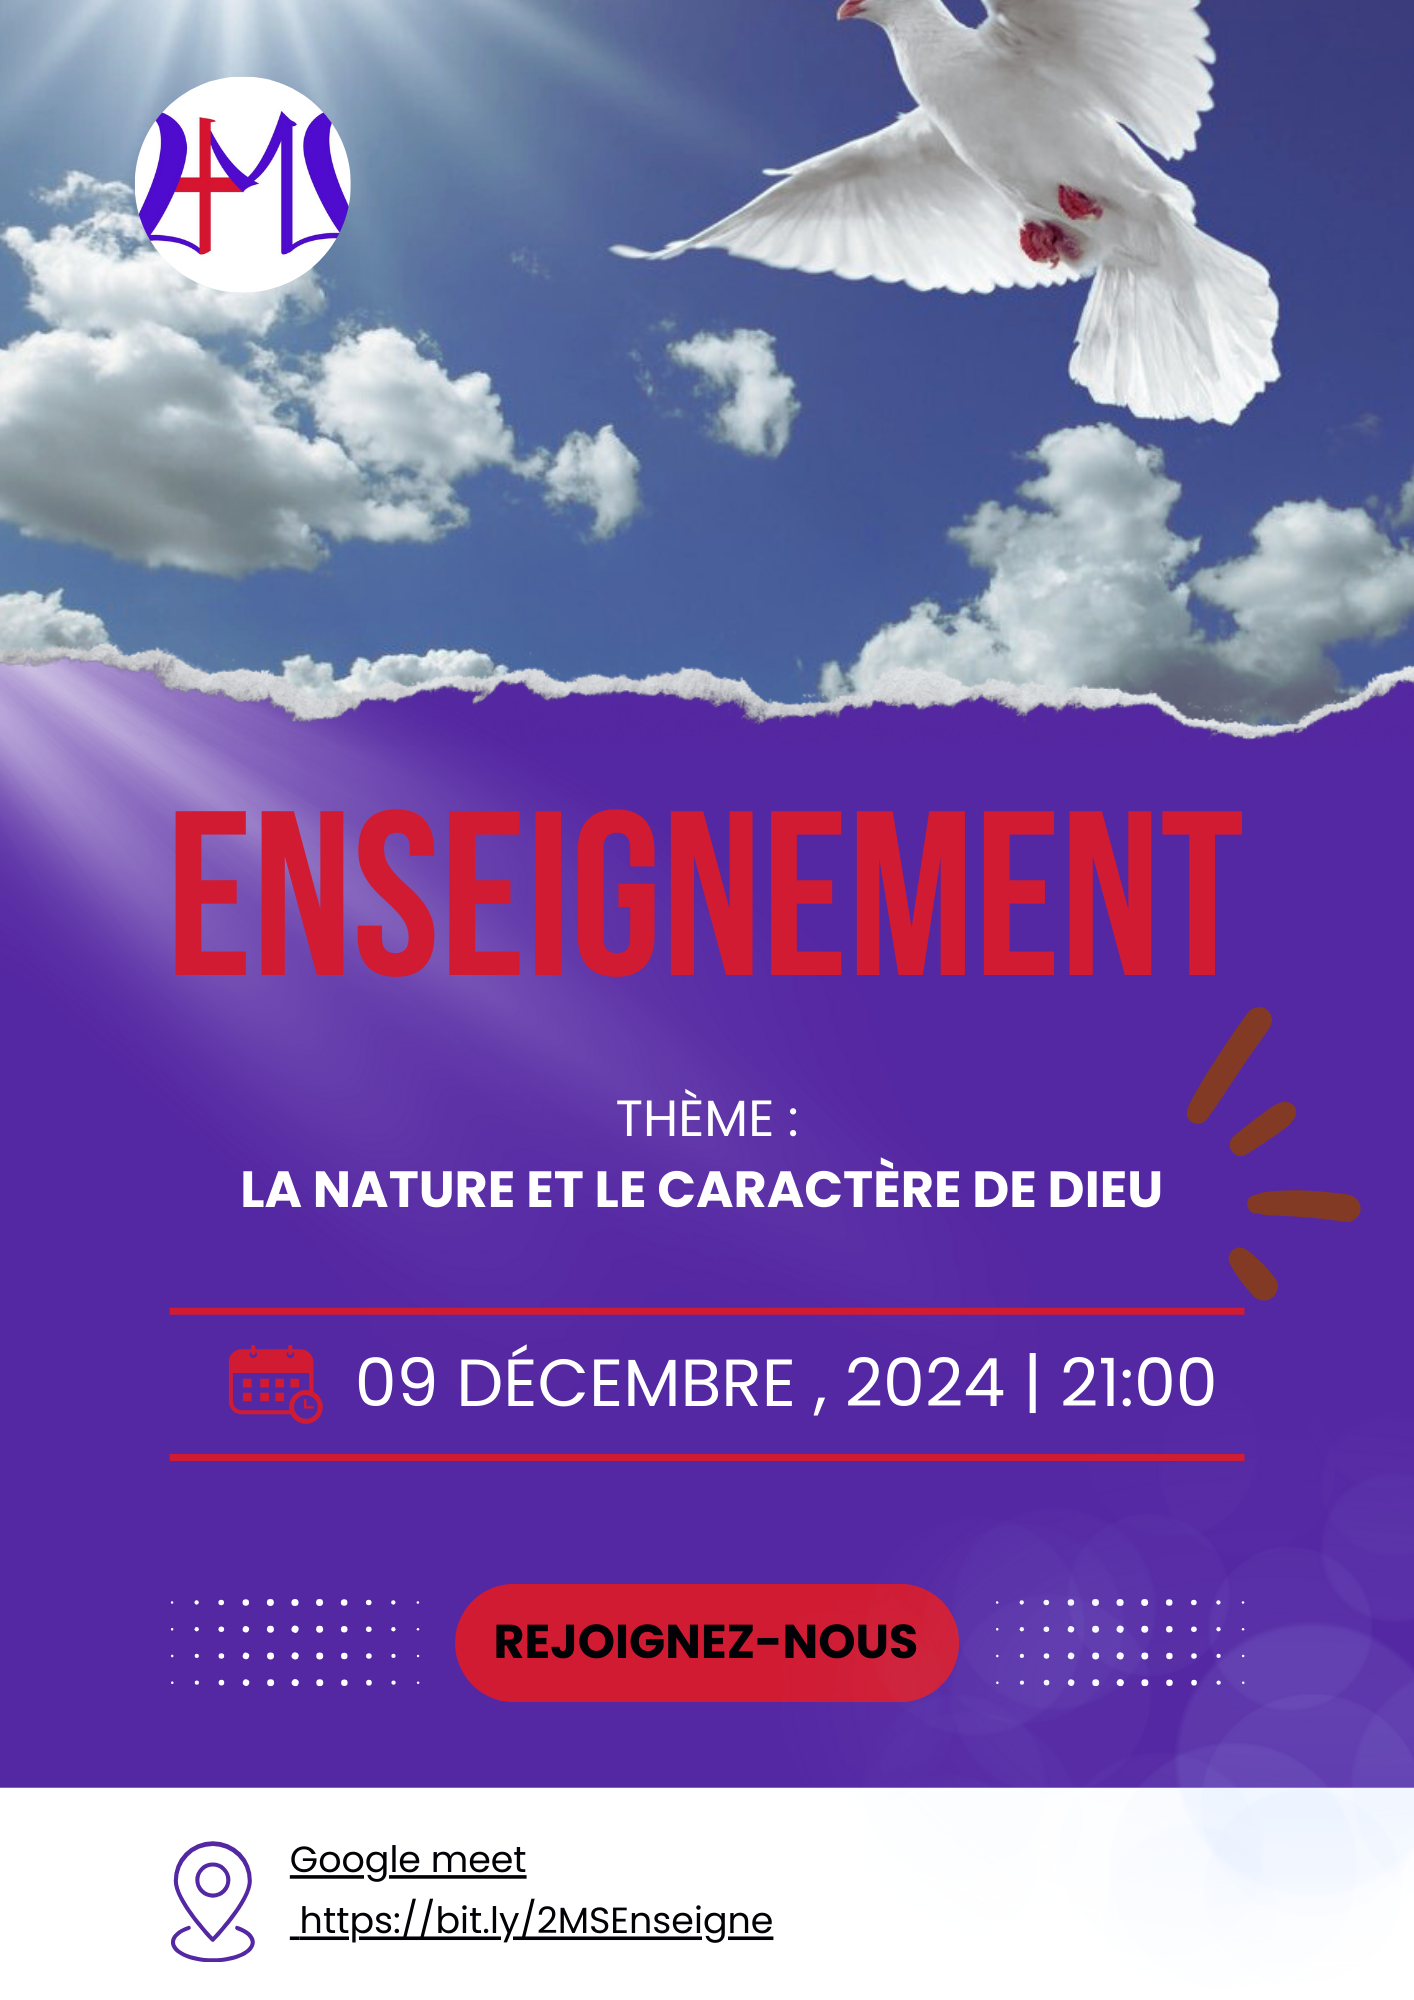 ENSEIGNEMENT
THÈME :
LA NATURE ET LE CARACTÈRE DE DIEU
09 DÉCEMBRE , 2024 | 21:00
REJOIGNEZ-NOUS
Google meet
https://bit.ly/2MSEnseigne